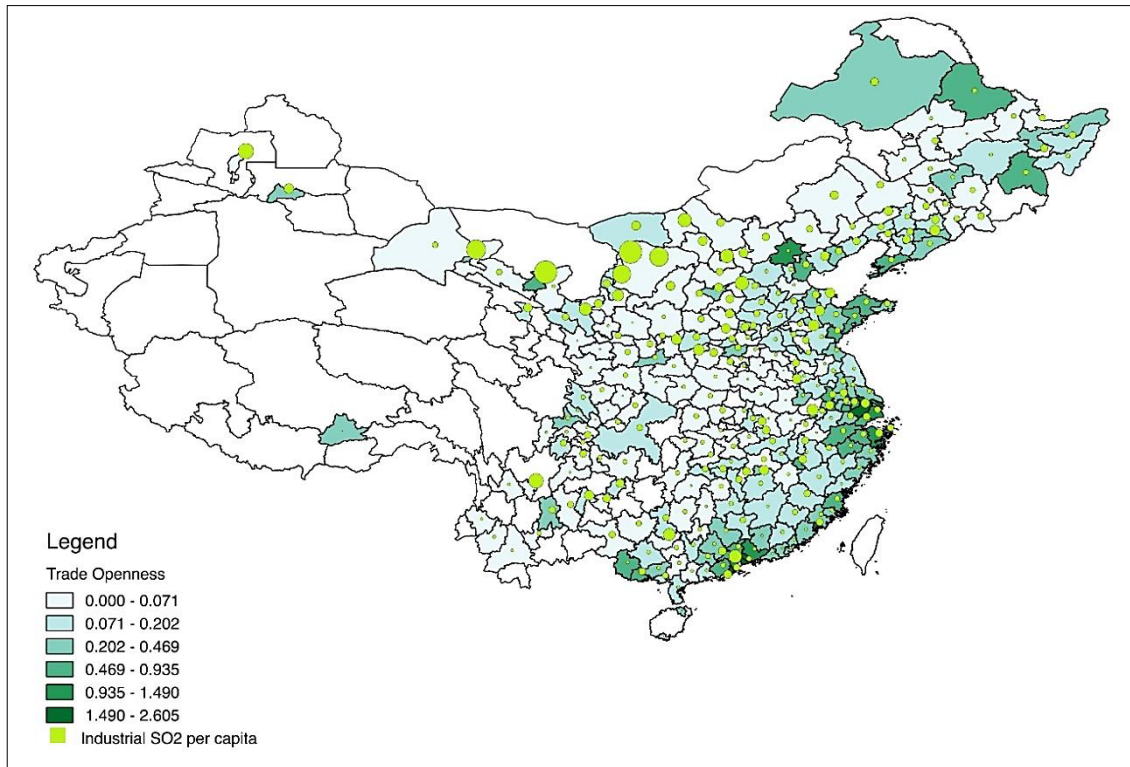 Legend
Trade Openness
0.000 - 0.071
0.071 - 0.202
0.202 - 0.469
0.469 - 0.935
0.935 - 1.490
1.490 - 2.605
Industrial SO2 per capita